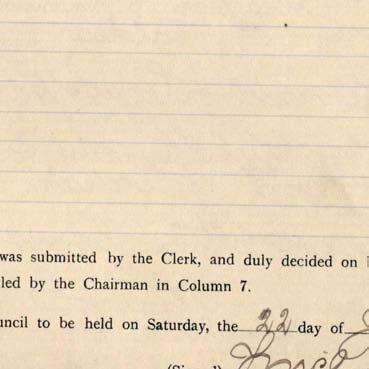 was submitted by the Clerk, and duly decided on
led by the Chairman in Column 7.
uncil to be held on Saturday, the 22 day of
(Signed)